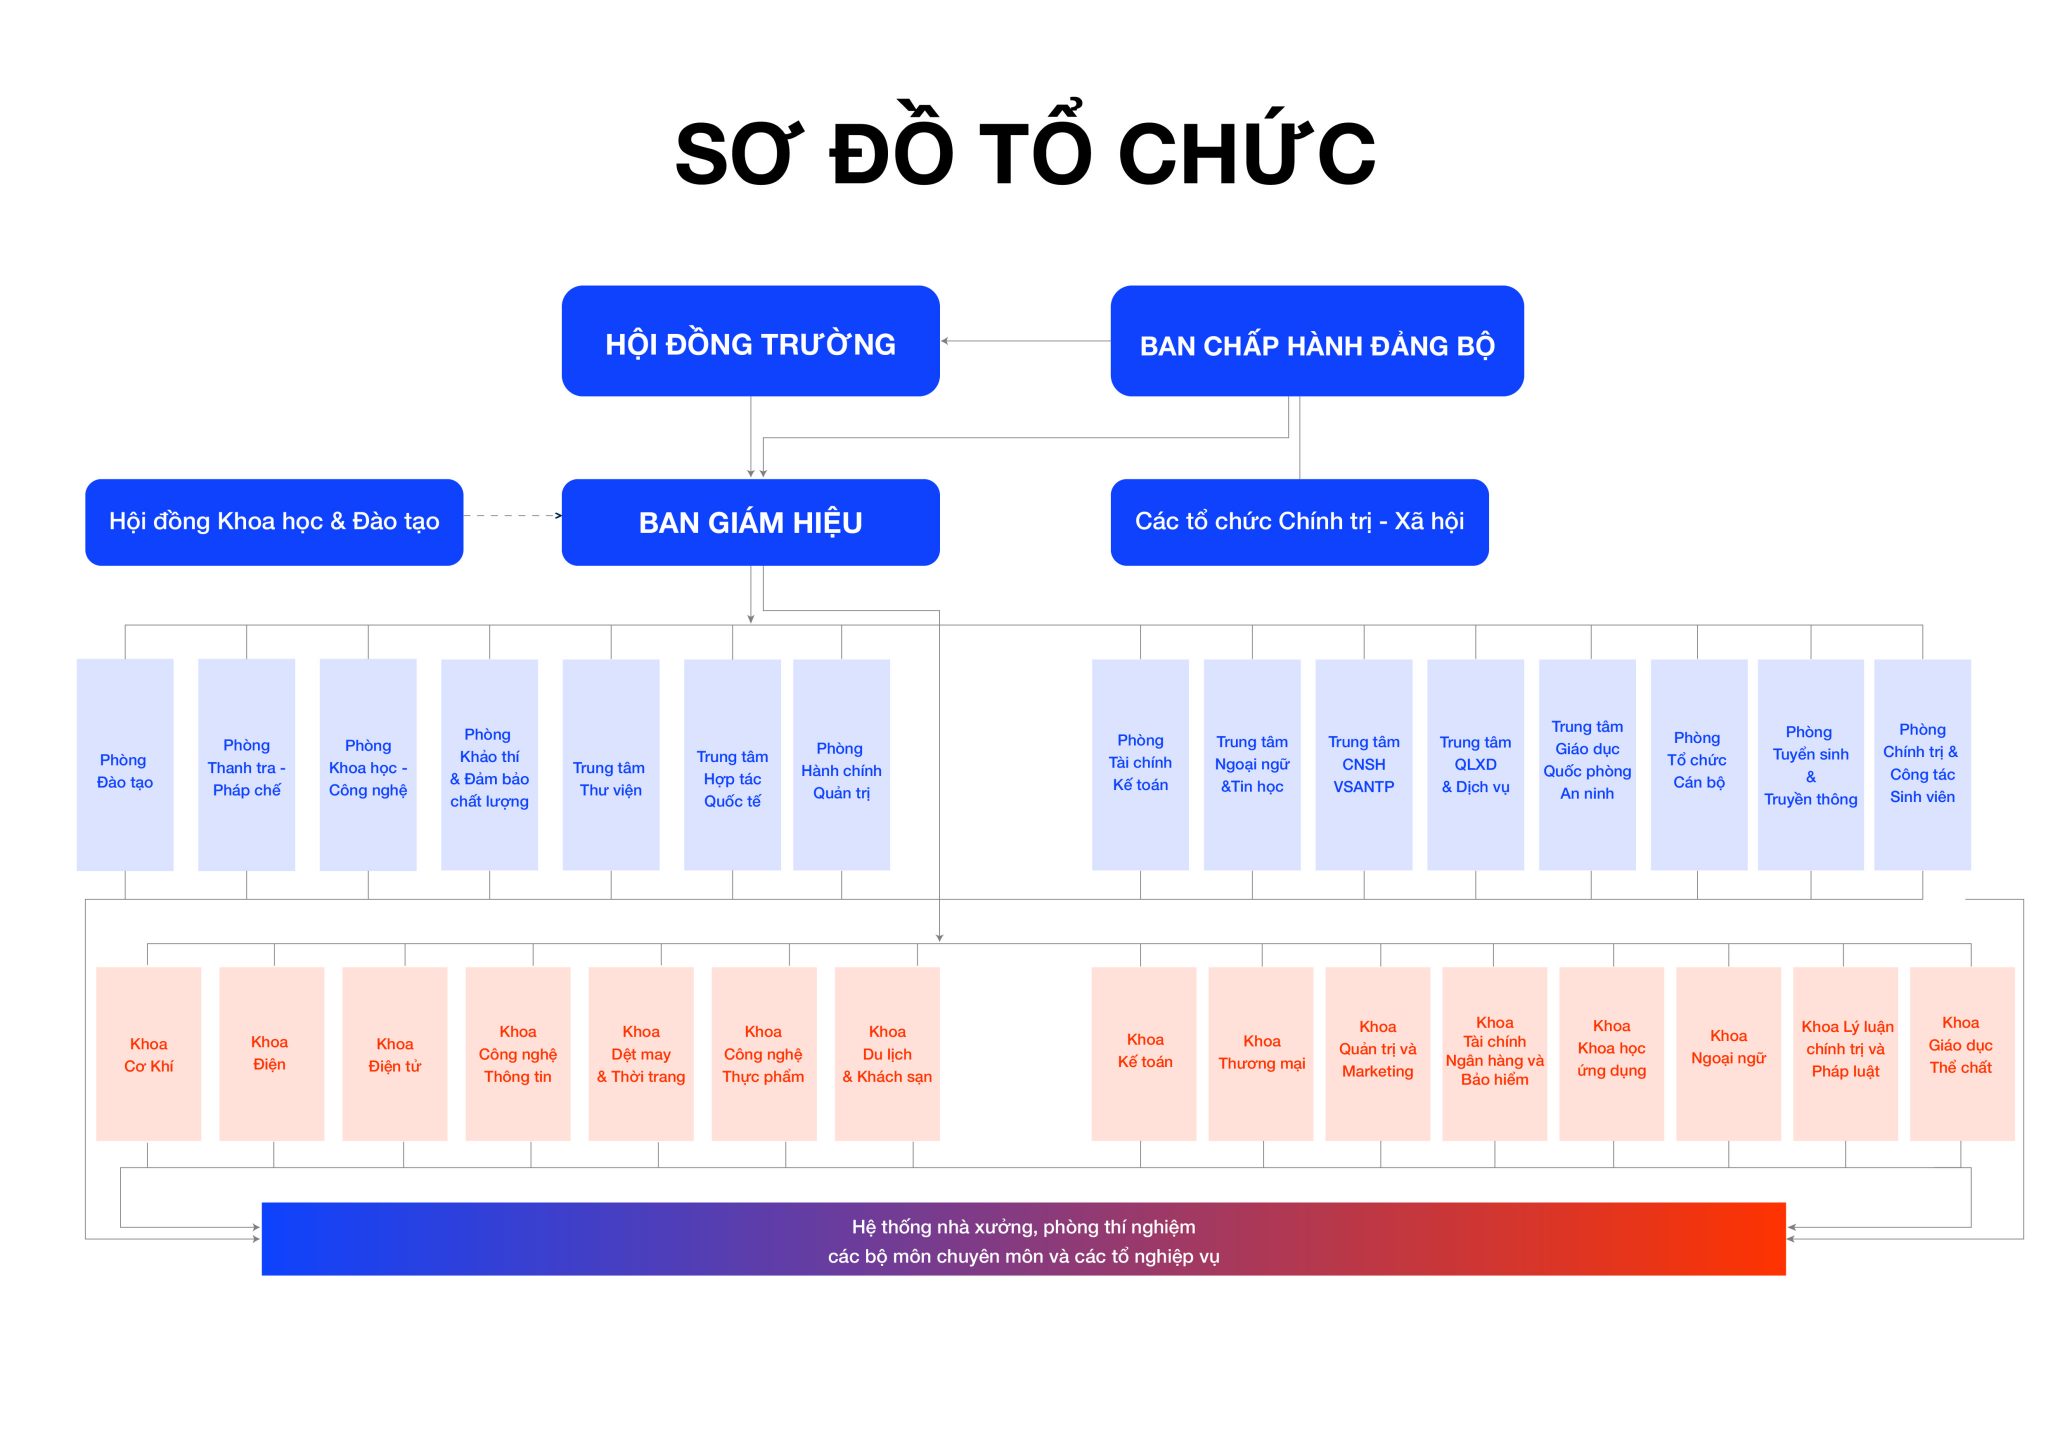 SƠ ĐỒ TỔ CHỨC
HỘI ĐỒNG TRƯỜNG
BAN CHẤP HÀNH ĐẢNG BỘ
Hội đồng Khoa học & Đào tạo
BAN GIÁM HIỆU
Các tổ chức Chính trị - Xã hội
Phòng
Đào tạo
Phòng
Thanh tra -
Pháp chế
Phòng
Khoa học -
Công nghệ
Phòng
Khảo thí
& Đảm bảo
chất lượng
Trung tâm
Thư viện
Trung tâm
Hợp tác
Quốc tế
Phòng
Hành chính
Quản trị
Phòng
Tài chính
Kế toán
Trung tâm
Ngoại ngữ
&Tin học
Trung tâm
CNSH
VSANTP
Trung tâm
QLXD
& Dịch vụ
Trung tâm
Giáo dục
Quốc phòng
An ninh
Phòng
Tổ chức
Cán bộ
Phòng
Tuyển sinh
&
Truyền thông
Phòng
Chính trị &
Công tác
Sinh viên
Khoa
Cơ Khí
Khoa
Điện
Khoa
Điện tử
Khoa
Công nghệ
Thông tin
Khoa
Dệt may
& Thời trang
Khoa
Công nghệ
Thực phẩm
Khoa
Du lịch
& Khách sạn
Khoa
Kế toán
Khoa
Thương mại
Khoa
Quản trị và
Marketing
Khoa
Tài chính
Ngân hàng và
Bảo hiểm
Khoa
Khoa học
ứng dụng
Khoa
Ngoại ngữ
Khoa Lý luận
chính trị và
Pháp luật
Khoa
Giáo dục
Thể chất
Hệ thống nhà xưởng, phòng thí nghiệm
các bộ môn chuyên môn và các tổ nghiệp vụ